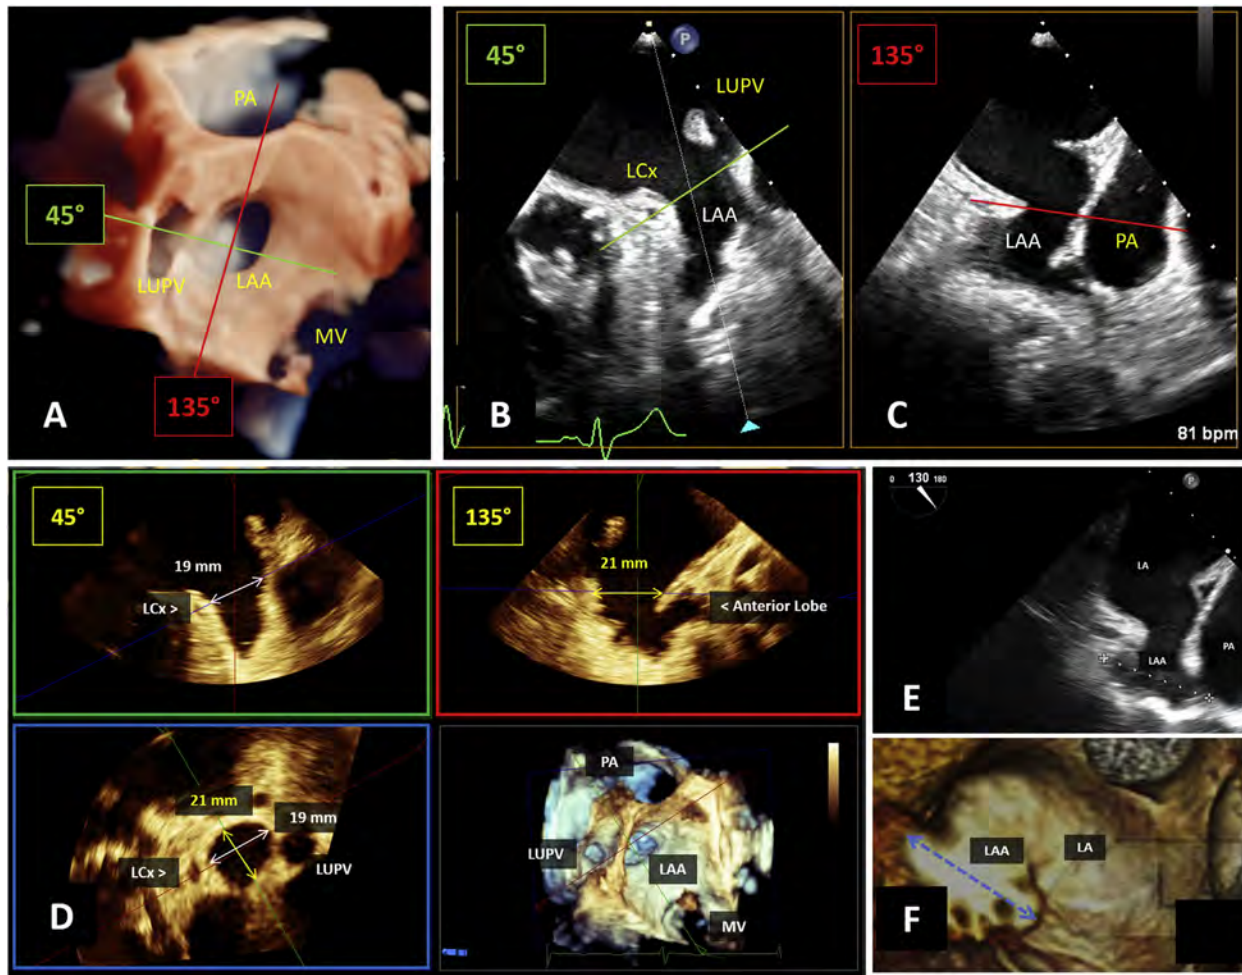 45°
PA
LUPV
LAA
MV
135°
A
45°
P
LUPV
LCx
LAA
B
135°
LAA
PA
C
81 bpm
45°
19 mm
LCx >
135°
21 mm
< Anterior Lobe
21 mm
19 mm
LCx >
LUPV
D
PA
LUPV
LAA
MV
0 130 180
P
LA
LAA
PA
E
LAA
LA
F